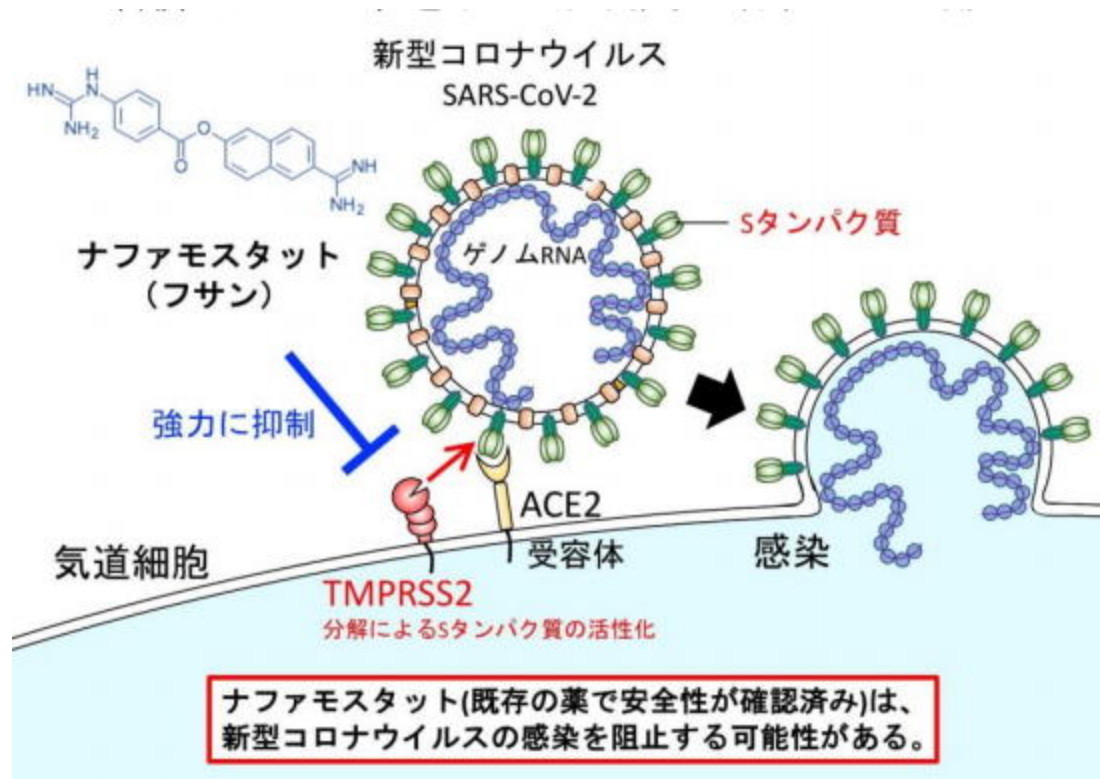 新型コロナウイルス
SARS-CoV-2
HN
H
N
NH₂
O
O
NH
NH₂
Sタンパク質
ゲノムRNA
ナファモスタット
（フサン）
強力に抑制
ACE2
受容体
感染
気道細胞
TMPRSS2
分解によるSタンパク質の活性化
ナファモスタット(既存の薬で安全性が確認済み)は、
新型コロナウイルスの感染を阻止する可能性がある。